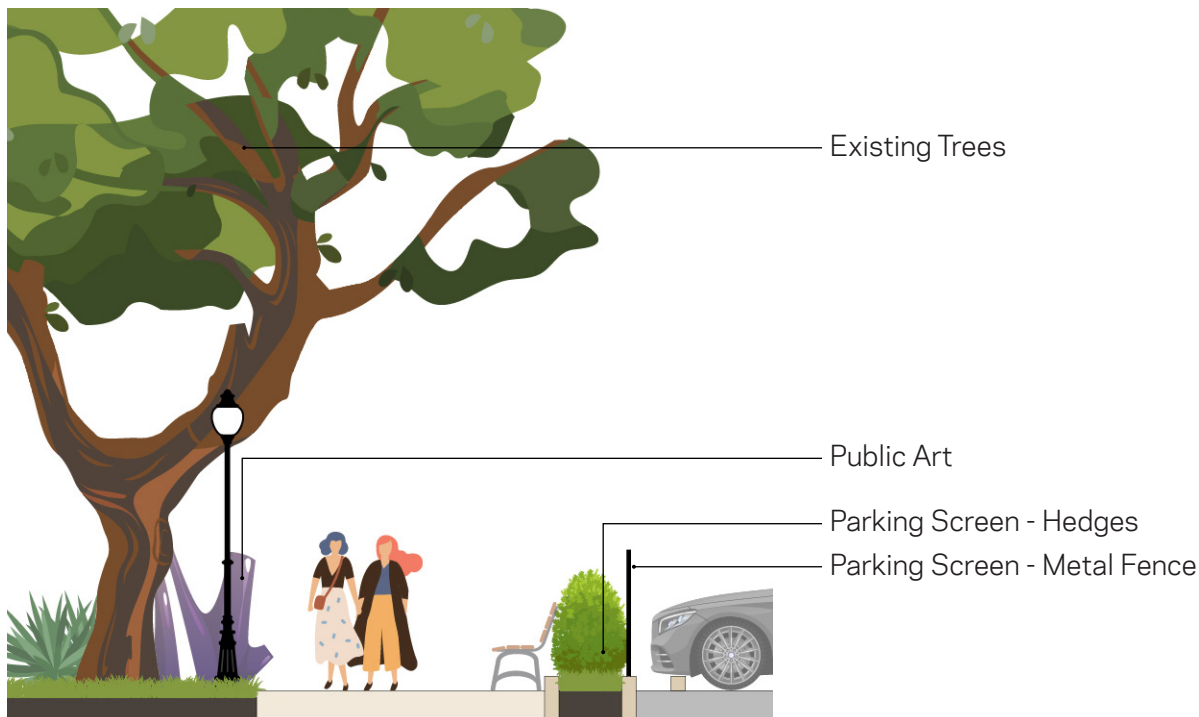 Existing Trees
Public Art
Parking Screen - Hedges
Parking Screen - Metal Fence